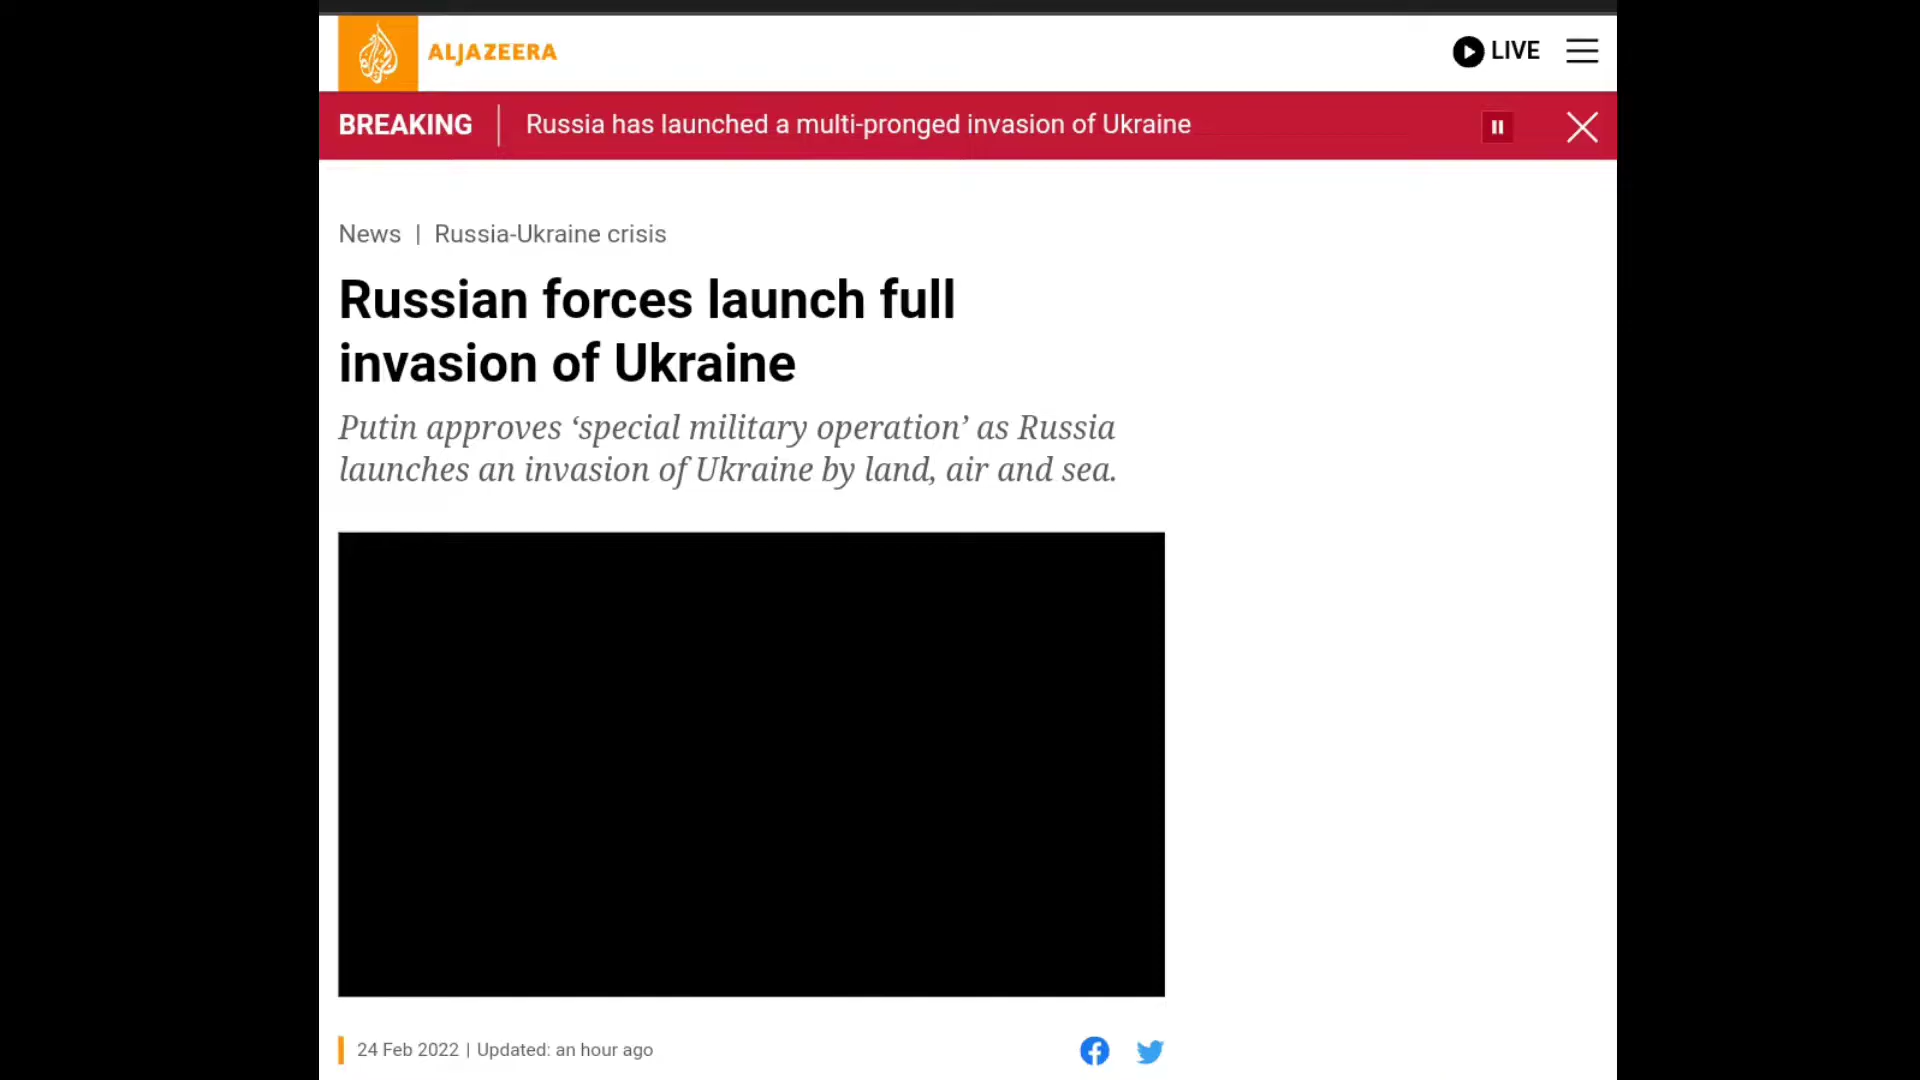 ALJAZEERA
LIVE
BREAKING
Russia has launched a multi-pronged invasion of Ukraine
News | Russia-Ukraine crisis
Russian forces launch full
invasion of Ukraine
Putin approves ‘special military operation’ as Russia
launches an invasion of Ukraine by land, air and sea.
24 Feb 2022 | Updated: an hour ago